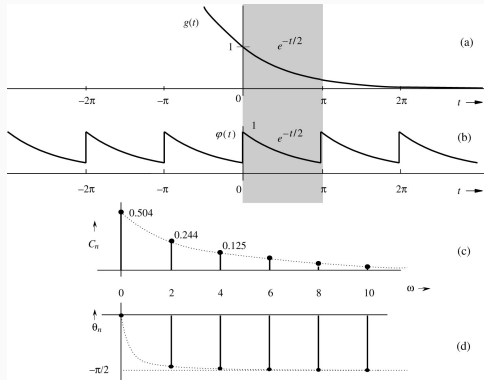 g(t)
1
e^{-t/2}
(a)
−2π −π 0 π 2π t →
φ(t) 1 e^{-t/2}
(b)
−2π −π 0 π 2π t →
0.504
0.244
0.125
↑
C_n
(c)
0 2 4 6 8 10 ω →
↑
θ_n
(d)
−π/2